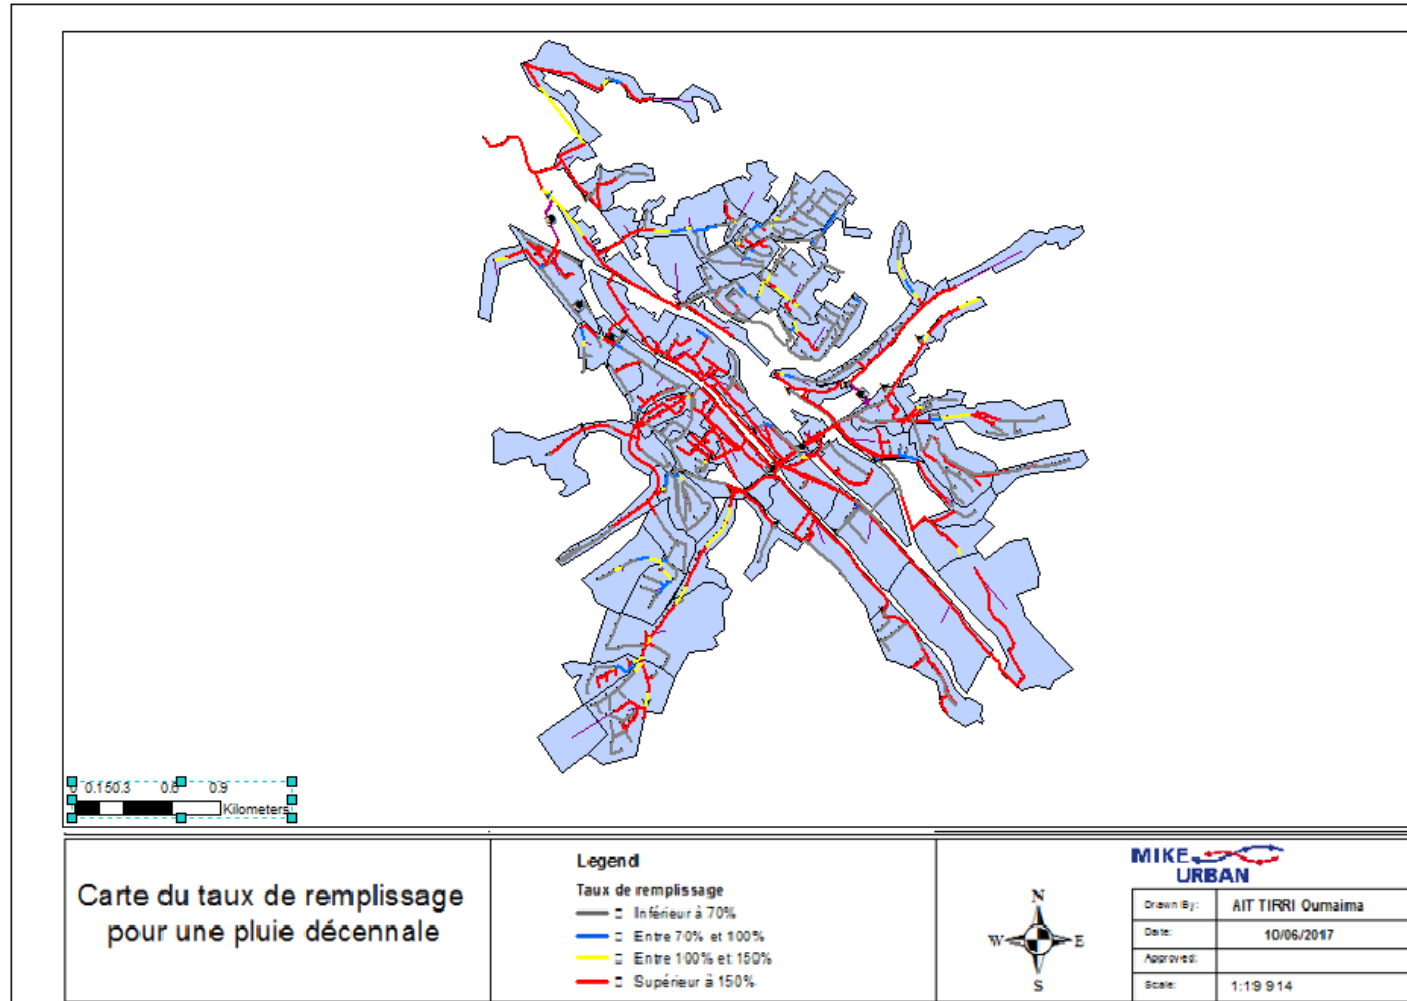 0 0.15 0.3 0.6 0.9
Kilometers
Carte du taux de remplissage
pour une pluie décennale
Legend
Taux de remplissage
Inférieur à 70%
Entre 70% et 100%
Entre 100% et 150%
Supérieur à 150%
N
W E
S
MIKE
URBAN
Drawn By: AIT TIRRI Oumaima
Date: 10/06/2017
Approved:
Scale: 1:19 914